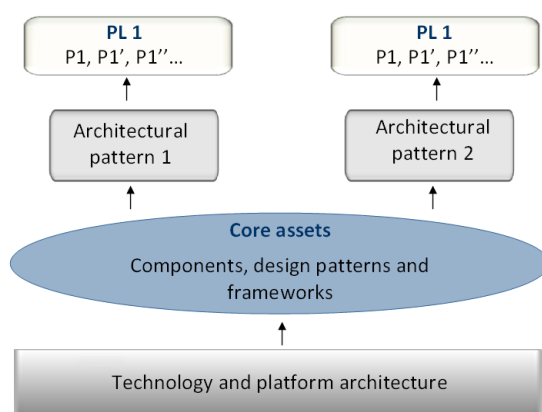 PL 1
P1, P1’, P1’’...
PL 1
P1, P1’, P1’’...
Architectural
pattern 1
Architectural
pattern 2
Core assets
Components, design patterns and
frameworks
Technology and platform architecture